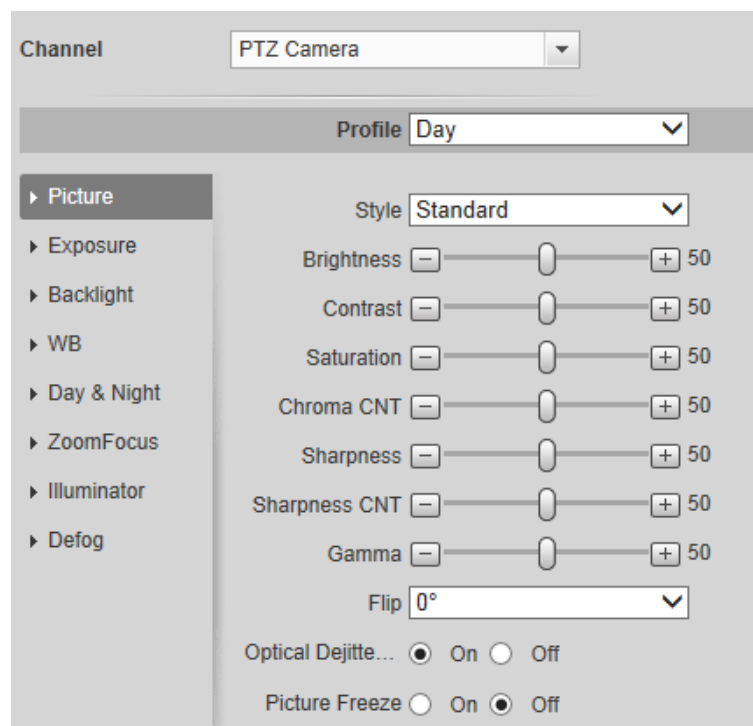 Channel PTZ Camera
Profile Day
Picture
Exposure
Backlight
WB
Day & Night
ZoomFocus
Illuminator
Defog
Style Standard
Brightness 50
Contrast 50
Saturation 50
Chroma CNT 50
Sharpness 50
Sharpness CNT 50
Gamma 50
Flip 0°
Optical Dejitte... On Off
Picture Freeze On Off